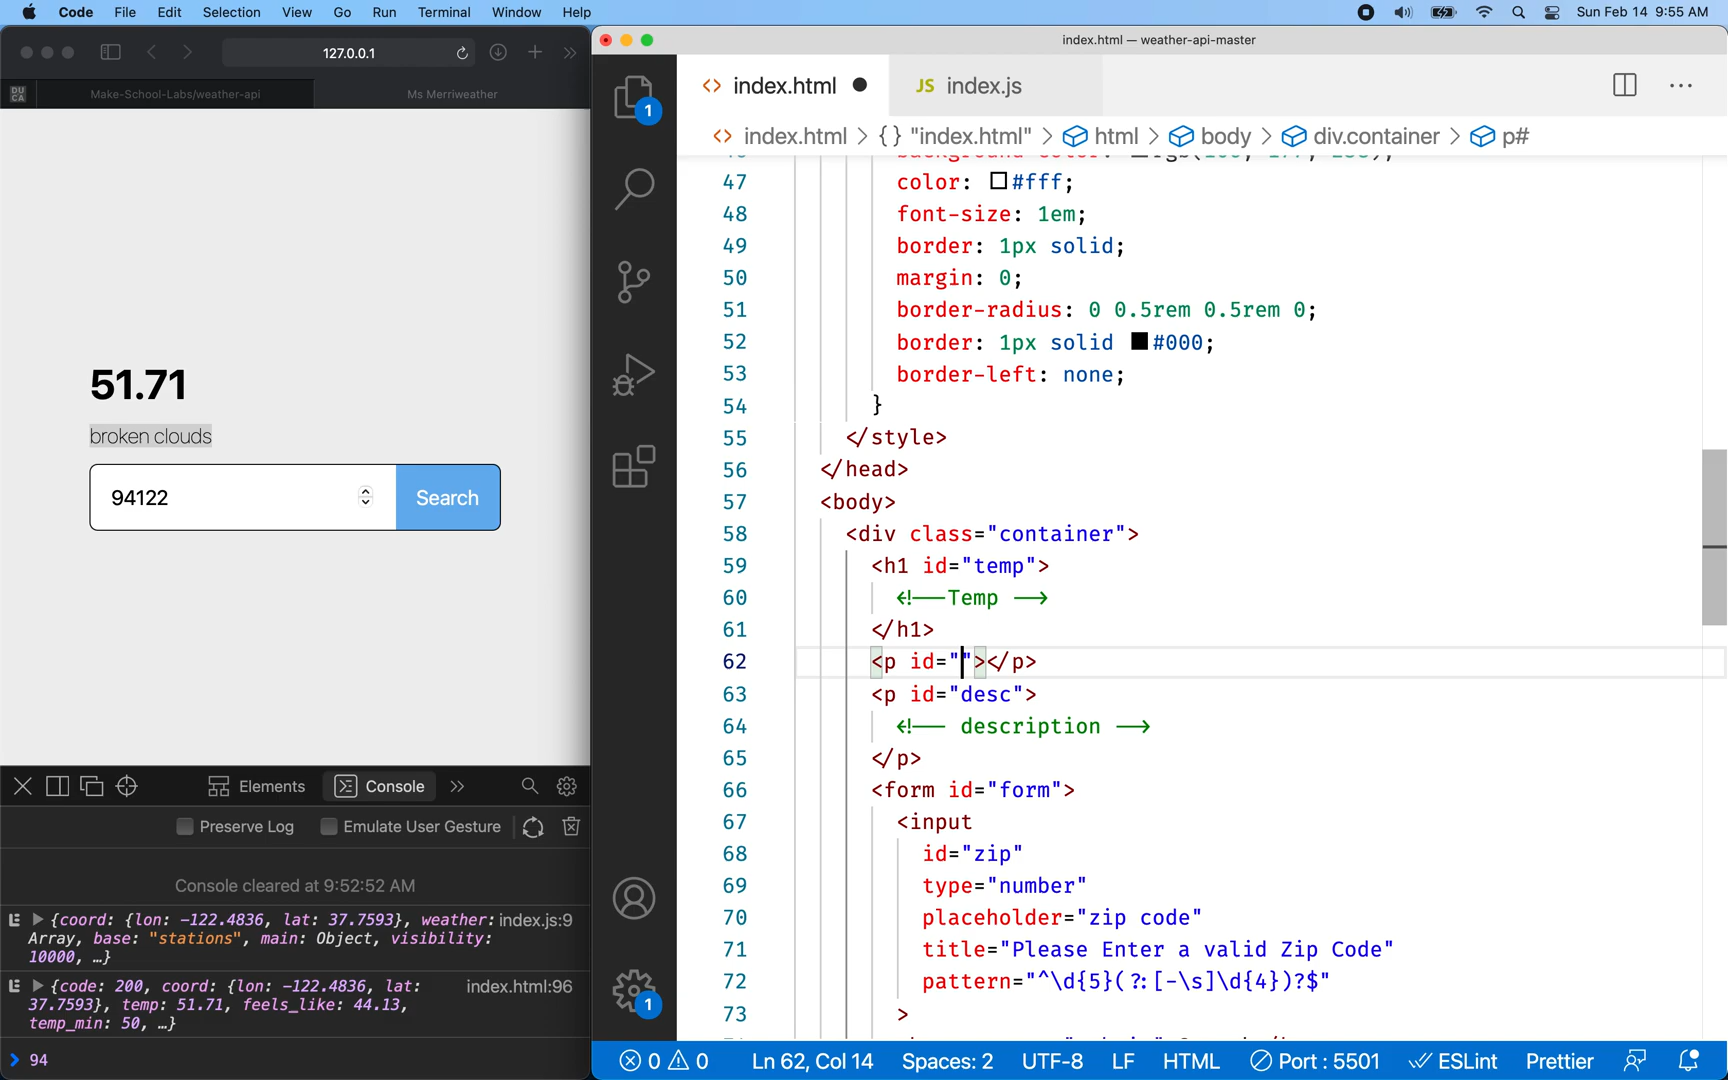 Code File Edit Selection View Go Run Terminal Window Help Sun Feb 14 9:55 AM
127.0.0.1
DU
CA
Make-School-Labs/weather-api
Ms Merriweather
51.71
broken clouds
94122
Search
Elements
Console
Preserve Log
Emulate User Gesture
Console cleared at 9:52:52 AM
{coord: {lon: -122.4836, lat: 37.7593}, weather: index.js:9
Array, base: "stations", main: Object, visibility:
10000, …}
{code: 200, coord: {lon: -122.4836, lat: index.html:96
37.7593}, temp: 51.71, feels_like: 44.13,
temp_min: 50, …}
> 94
index.html — weather-api-master
1
1
<> index.html
JS index.js
<> index.html > {} "index.html" > html > body > div.container > p#
47 color: #fff;
48 font-size: 1em;
49 border: 1px solid;
50 margin: 0;
51 border-radius: 0 0.5rem 0.5rem 0;
52 border: 1px solid #000;
53 border-left: none;
54 }
55 </style>
56 </head>
57 <body>
58 <div class="container">
59 <h1 id="temp">
60 <!-- Temp -->
61 </h1>
62 <p id=""></p>
63 <p id="desc">
64 <!-- description -->
65 </p>
66 <form id="form">
67 <input
68 id="zip"
69 type="number"
70 placeholder="zip code"
71 title="Please Enter a valid Zip Code"
72 pattern="^\d{5}(?:[-\s]\d{4})?$"
73 >
0 0 Ln 62, Col 14 Spaces: 2 UTF-8 LF HTML Port : 5501 ESLint Prettier